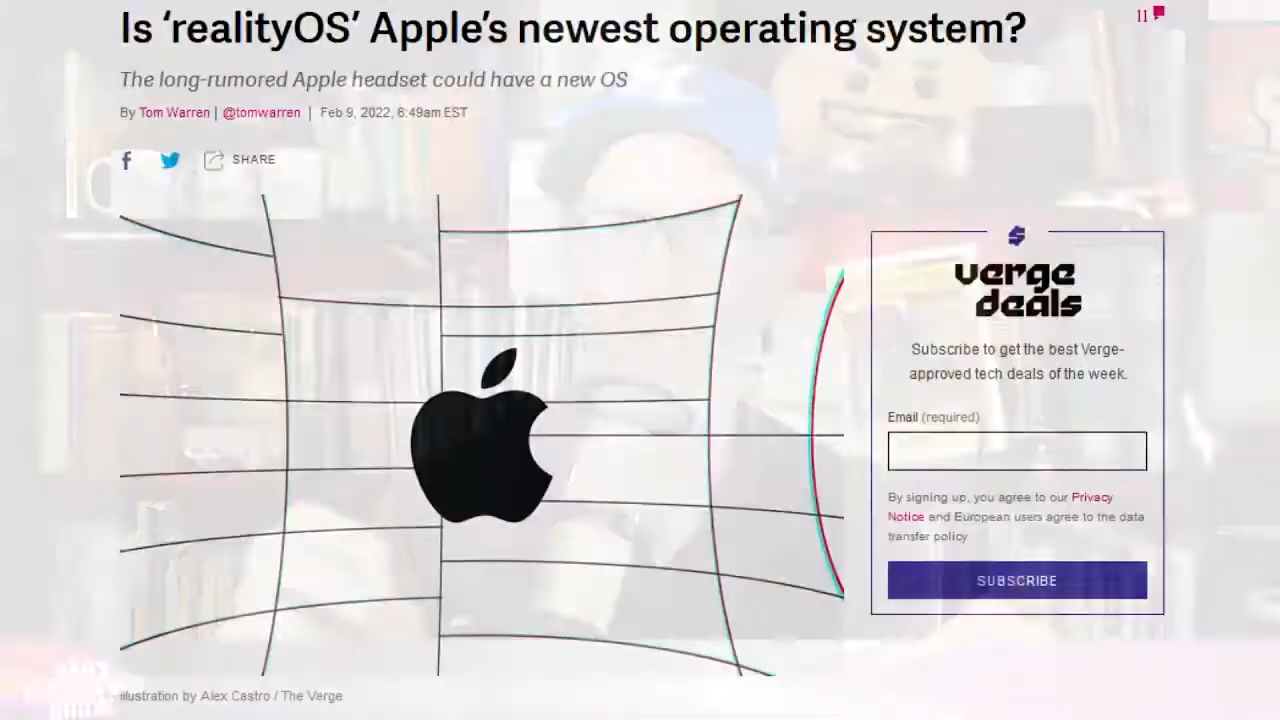 Is ‘realityOS’ Apple’s newest operating system?
11
The long-rumored Apple headset could have a new OS
By Tom Warren | @tomwarren | Feb 9, 2022, 6:49am EST
SHARE
verge
deals
Subscribe to get the best Verge-
approved tech deals of the week.
Email (required)
By signing up, you agree to our Privacy
Notice and European users agree to the data
transfer policy
SUBSCRIBE
Illustration by Alex Castro / The Verge